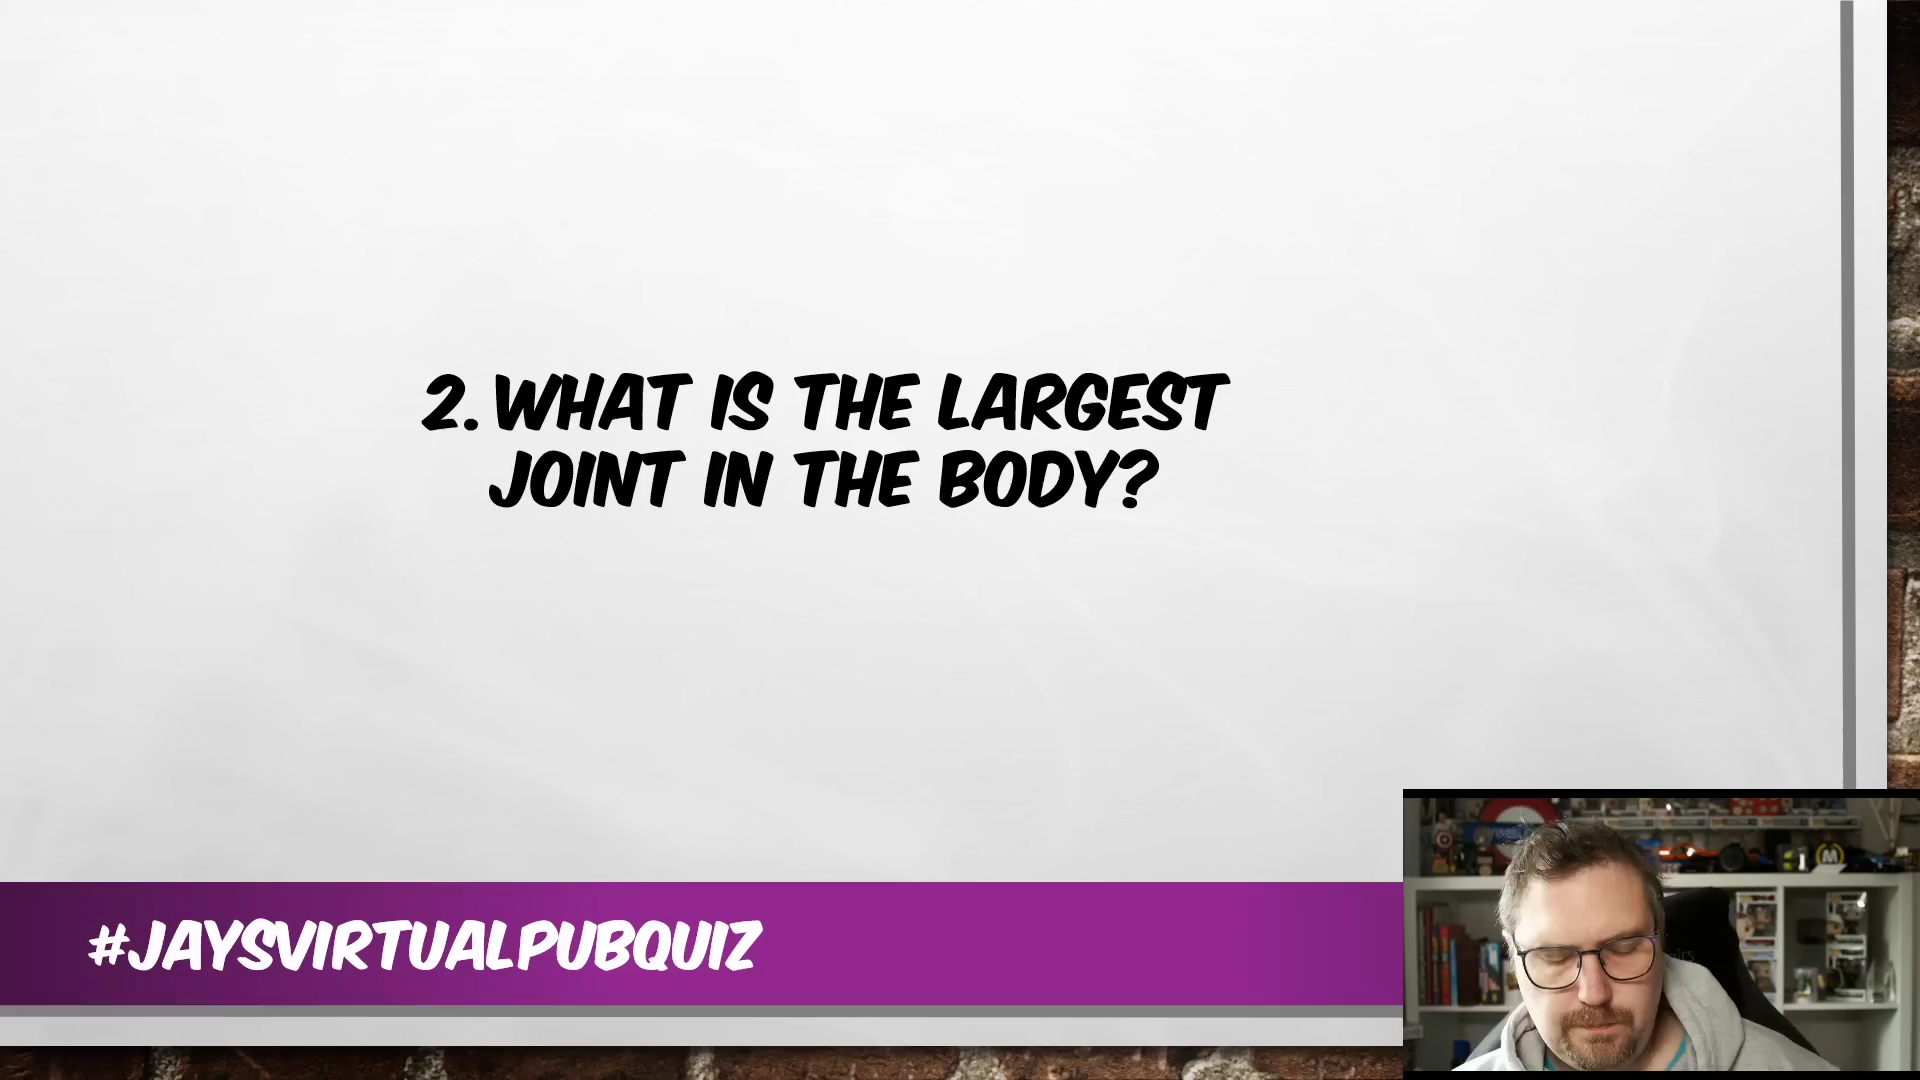 2. WHAT IS THE LARGEST
JOINT IN THE BODY?
#JAYSVIRTUALPUBQUIZ